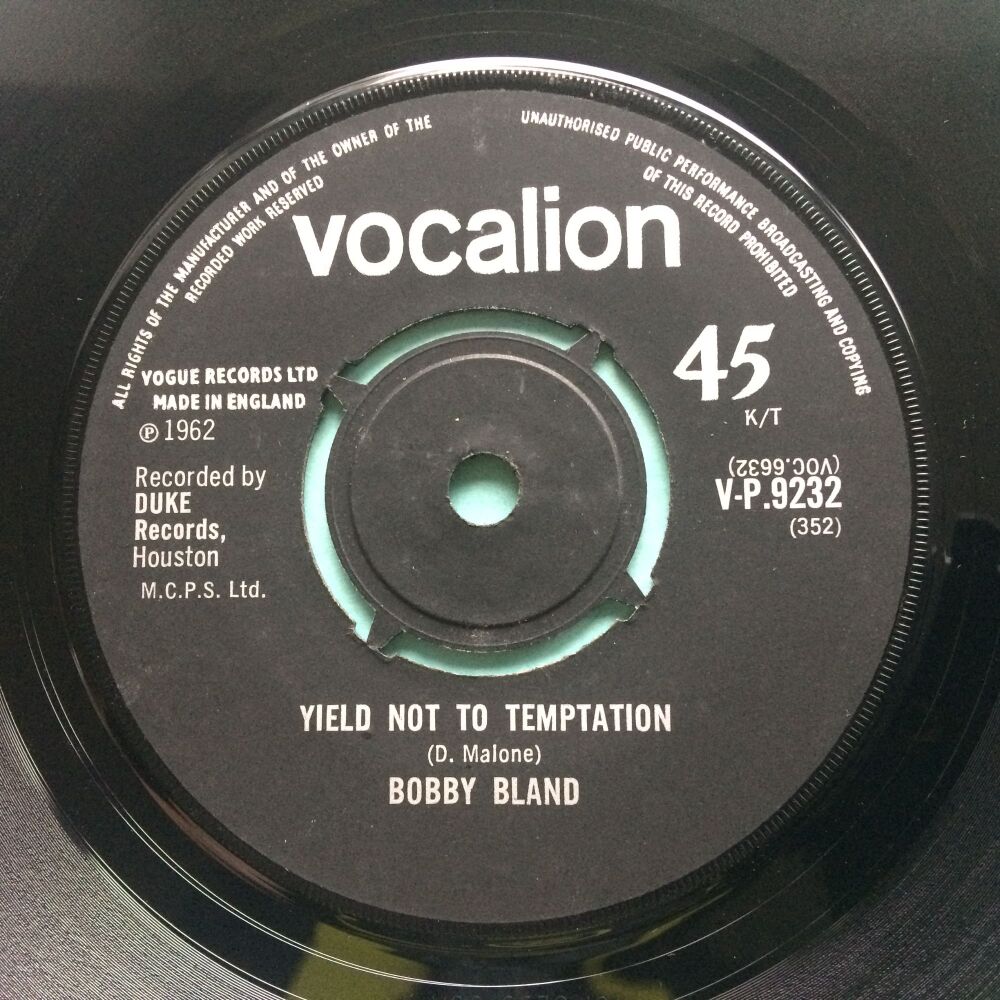 ALL RIGHTS OF THE MANUFACTURER AND OF THE OWNER OF THE
RECORDED WORK RESERVED
UNAUTHORISED PUBLIC PERFORMANCE BROADCASTING AND COPYING
OF THIS RECORD PROHIBITED
vocalion
VOGUE RECORDS LTD
MADE IN ENGLAND
℗ 1962
Recorded by
DUKE
Records,
Houston
M.C.P.S. Ltd.
45
K/T
(VOC.6632)
V-P.9232
(352)
YIELD NOT TO TEMPTATION
(D. Malone)
BOBBY BLAND